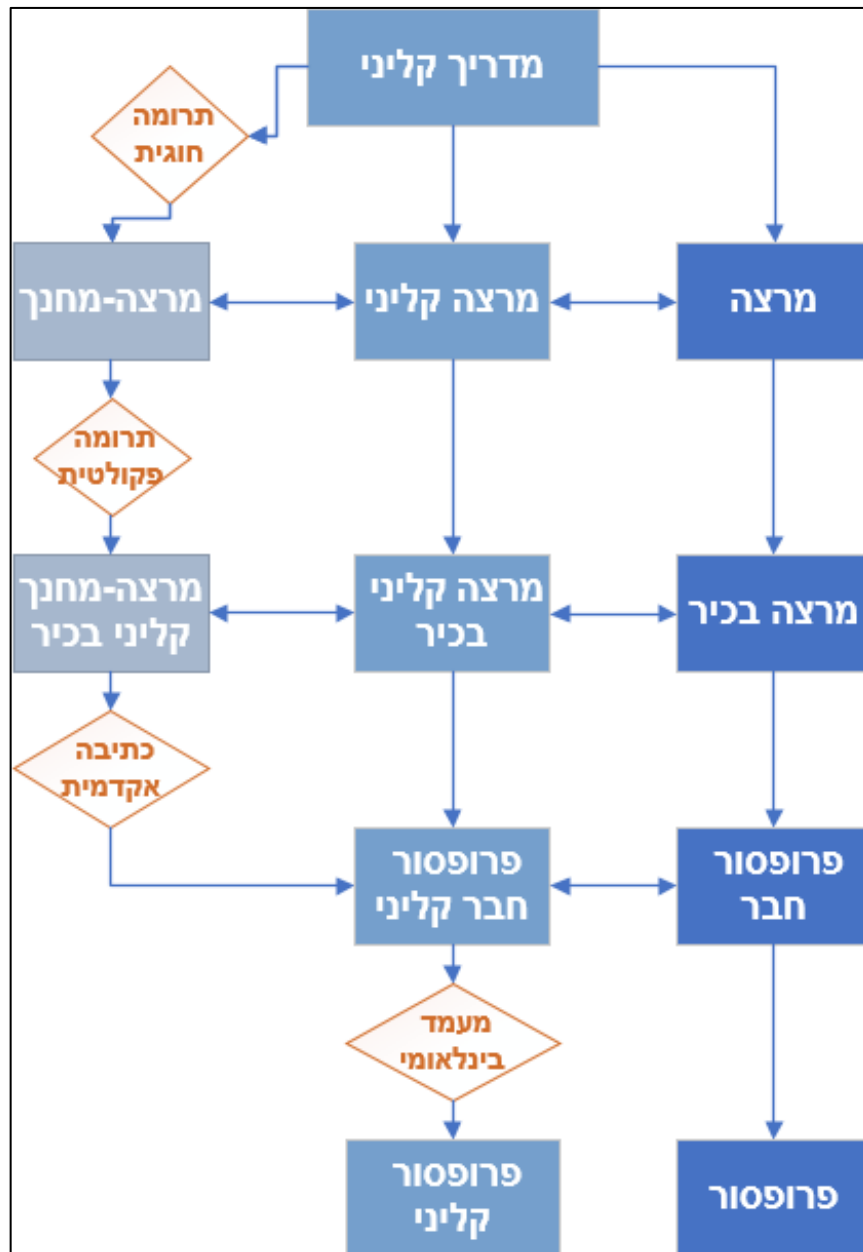 מדריך קליני
תרומה
חוגית
מרצה
מרצה קליני
מרצה-מחנך
תרומה
פקולטית
מרצה בכיר
מרצה קליני
בכיר
מרצה-מחנך
קליני בכיר
כתיבה
אקדמית
פרופסור
חבר
פרופסור
חבר קליני
מעמד
בינלאומי
פרופסור
פרופסור
קליני